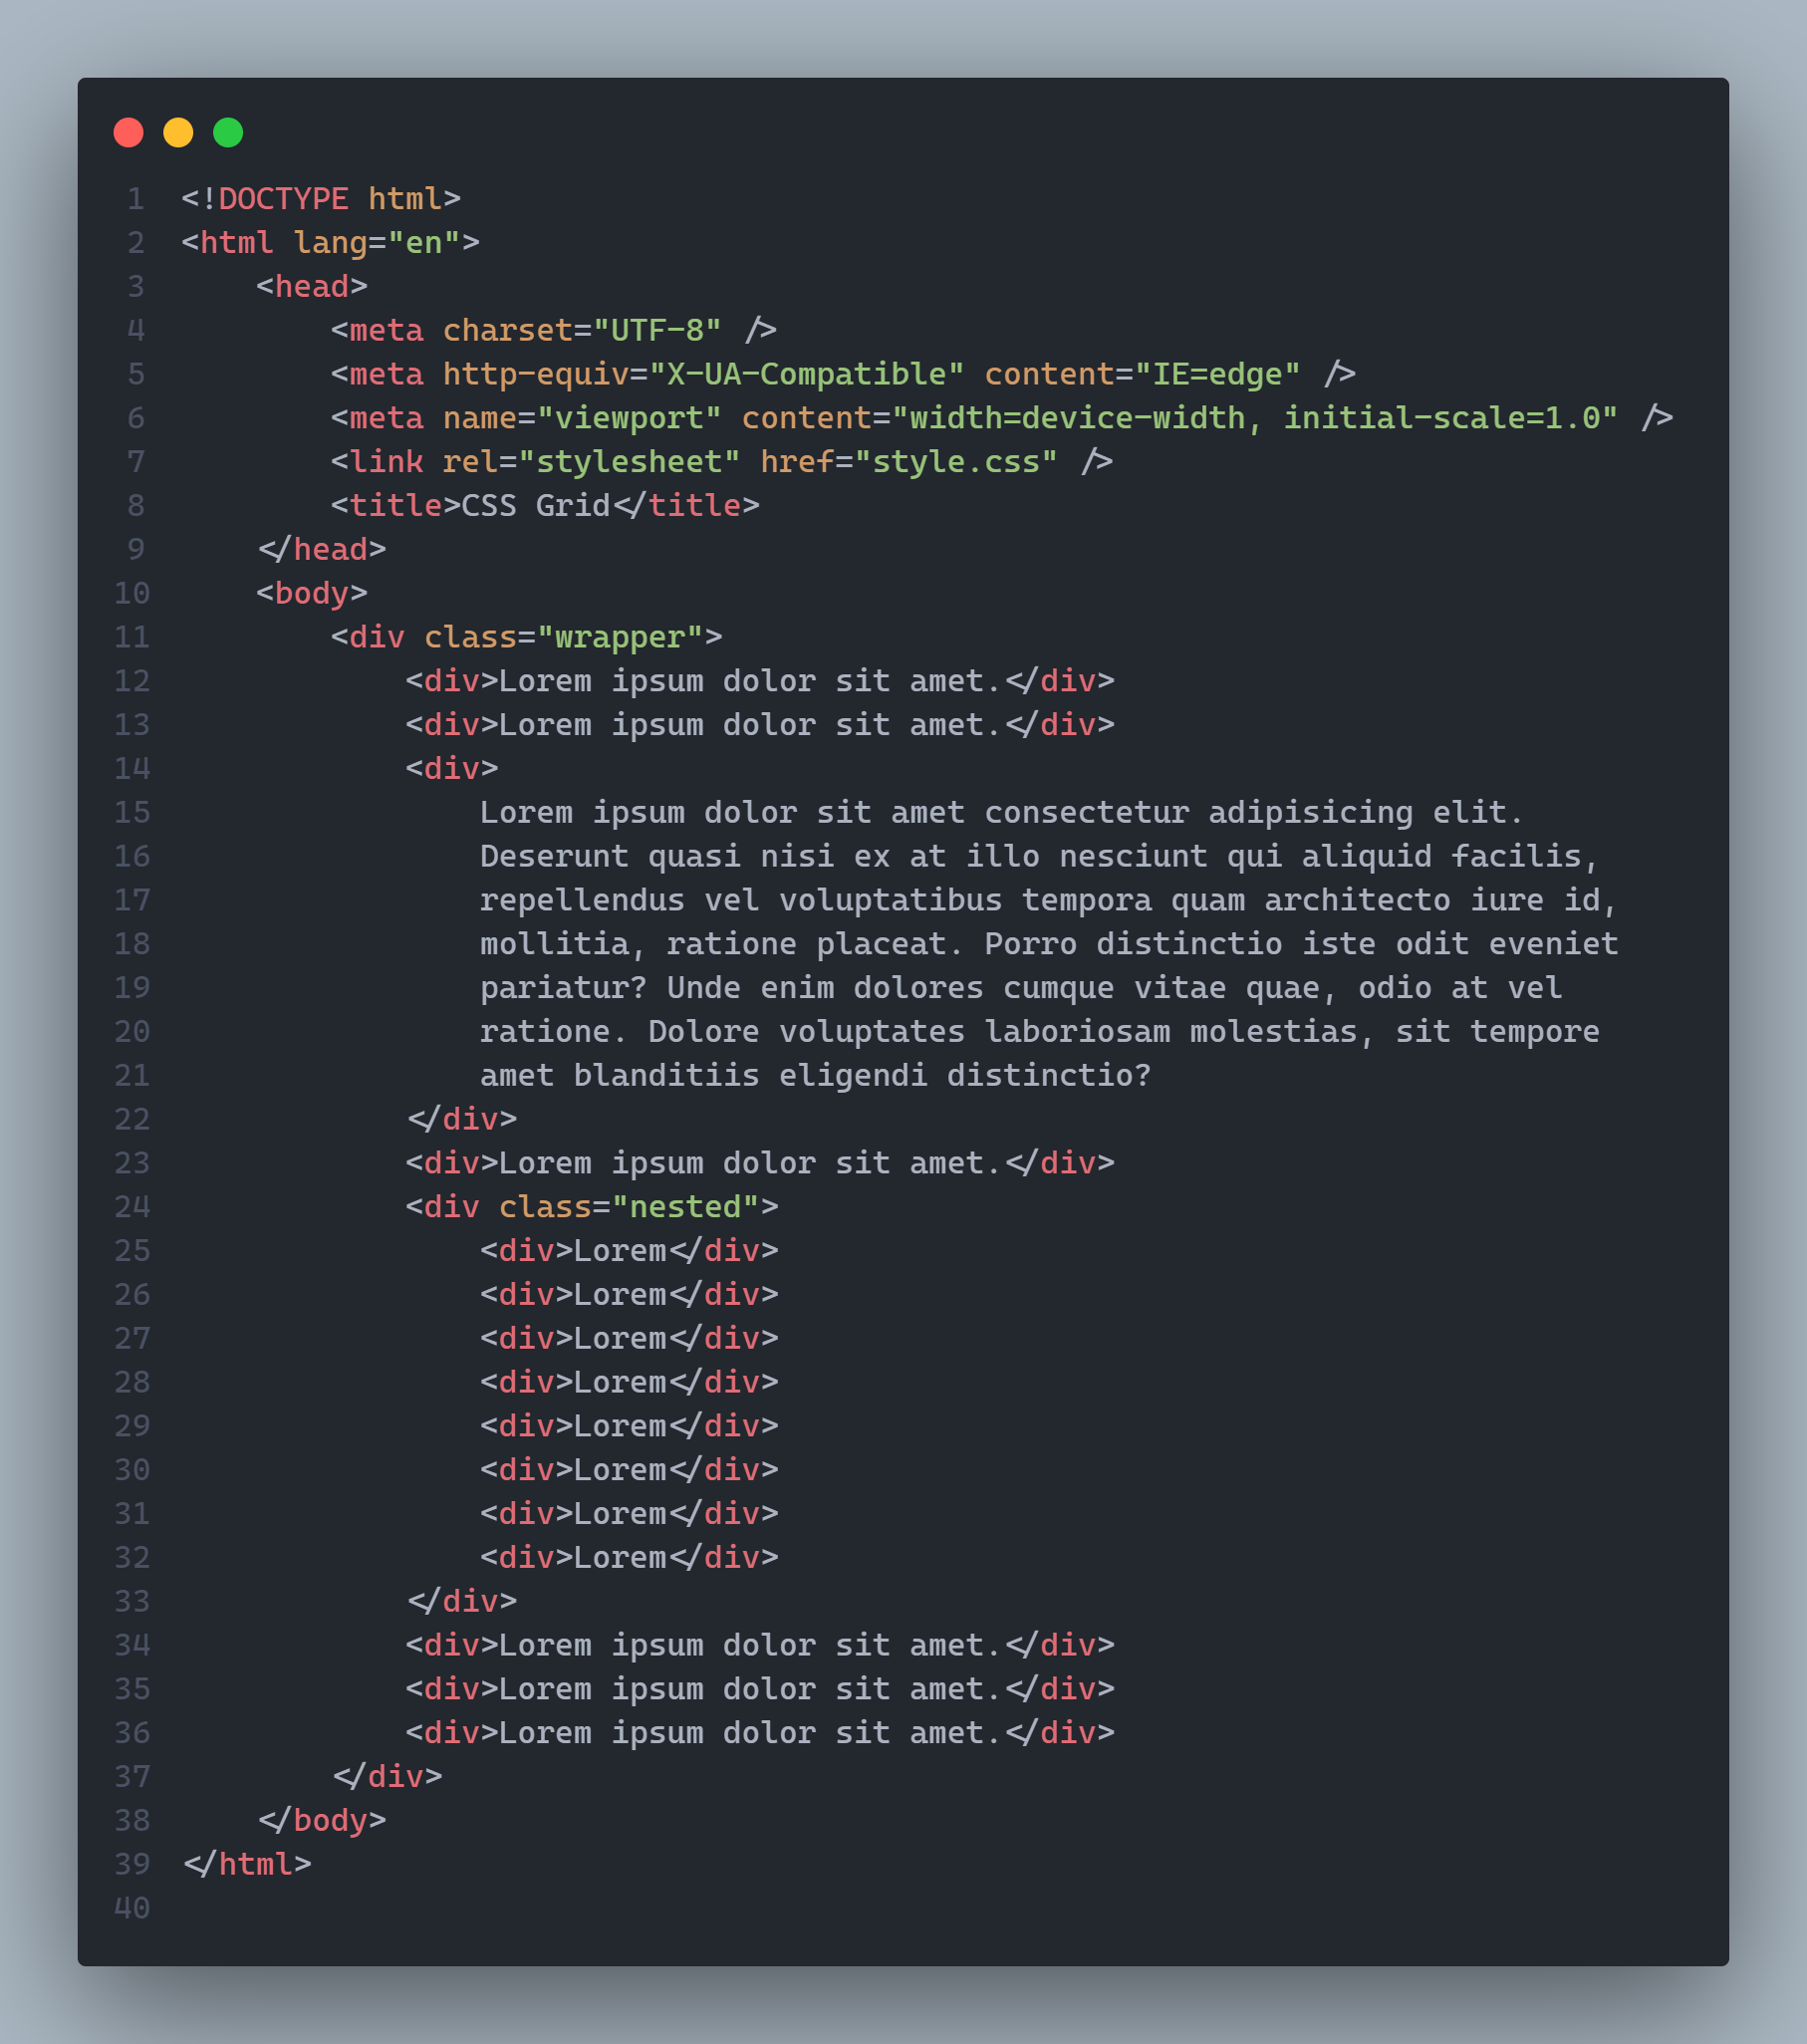 1 <!DOCTYPE html>
2 <html lang="en">
3     <head>
4         <meta charset="UTF-8" />
5         <meta http-equiv="X-UA-Compatible" content="IE=edge" />
6         <meta name="viewport" content="width=device-width, initial-scale=1.0" />
7         <link rel="stylesheet" href="style.css" />
8         <title>CSS Grid</title>
9     </head>
10     <body>
11         <div class="wrapper">
12             <div>Lorem ipsum dolor sit amet.</div>
13             <div>Lorem ipsum dolor sit amet.</div>
14             <div>
15                 Lorem ipsum dolor sit amet consectetur adipisicing elit.
16                 Deserunt quasi nisi ex at illo nesciunt qui aliquid facilis,
17                 repellendus vel voluptatibus tempora quam architecto iure id,
18                 mollitia, ratione placeat. Porro distinctio iste odit eveniet
19                 pariatur? Unde enim dolores cumque vitae quae, odio at vel
20                 ratione. Dolore voluptates laboriosam molestias, sit tempore
21                 amet blanditiis eligendi distinctio?
22             </div>
23             <div>Lorem ipsum dolor sit amet.</div>
24             <div class="nested">
25                 <div>Lorem</div>
26                 <div>Lorem</div>
27                 <div>Lorem</div>
28                 <div>Lorem</div>
29                 <div>Lorem</div>
30                 <div>Lorem</div>
31                 <div>Lorem</div>
32                 <div>Lorem</div>
33             </div>
34             <div>Lorem ipsum dolor sit amet.</div>
35             <div>Lorem ipsum dolor sit amet.</div>
36             <div>Lorem ipsum dolor sit amet.</div>
37         </div>
38     </body>
39 </html>
40